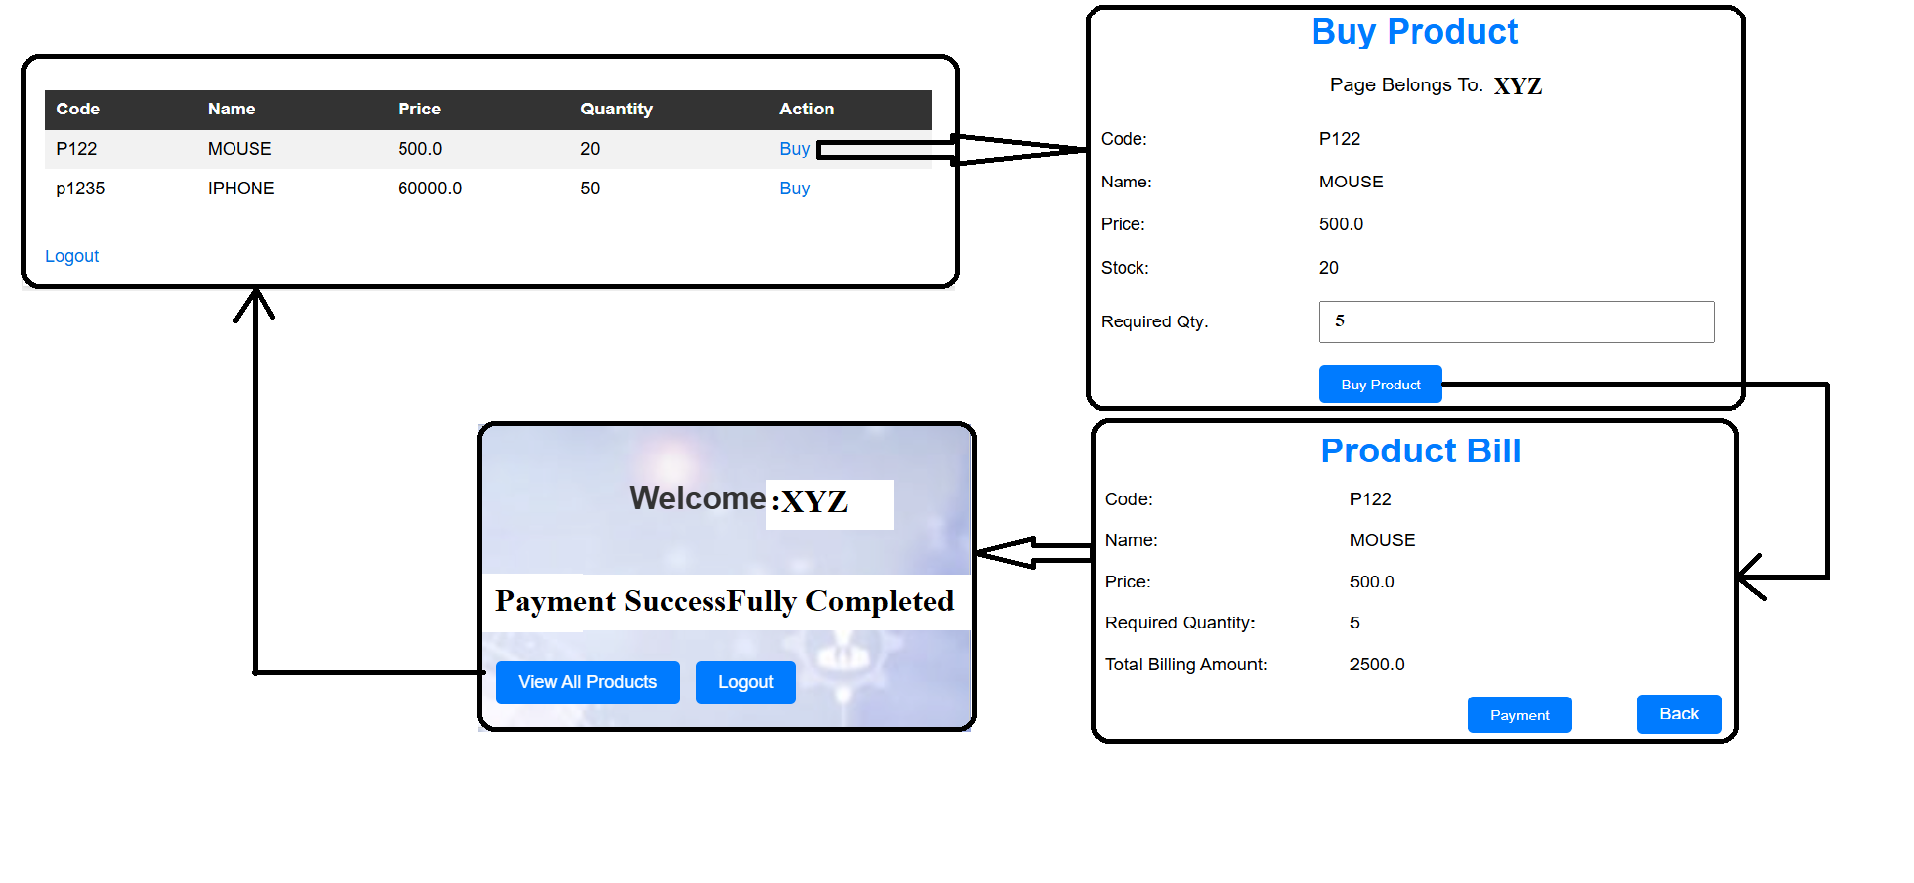 Code Name Price Quantity Action
P122 MOUSE 500.0 20 Buy
p1235 IPHONE 60000.0 50 Buy
Logout
Buy Product
Page Belongs To. XYZ
Code: P122
Name: MOUSE
Price: 500.0
Stock: 20
Required Qty. 5
Buy Product
Product Bill
Code: P122
Name: MOUSE
Price: 500.0
Required Quantity: 5
Total Billing Amount: 2500.0
Payment Back
Welcome:XYZ
Payment SuccessFully Completed
View All Products Logout